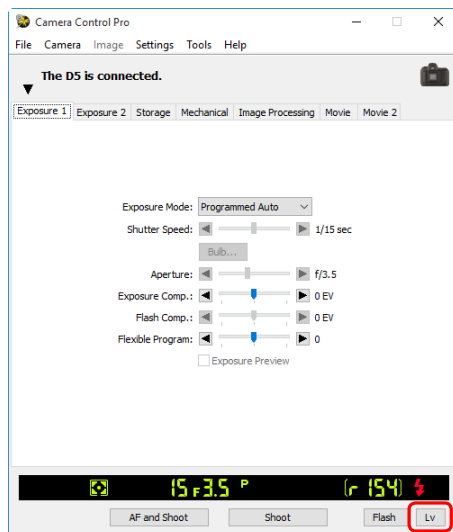 Camera Control Pro
File Camera Image Settings Tools Help
The D5 is connected.
Exposure 1 Exposure 2 Storage Mechanical Image Processing Movie Movie 2
Exposure Mode: Programmed Auto
Shutter Speed: 1/15 sec
Bulb...
Aperture: f/3.5
Exposure Comp.: 0 EV
Flash Comp.: 0 EV
Flexible Program: 0
Exposure Preview
15 F3.5 P (r 154)
AF and Shoot Shoot Flash Lv